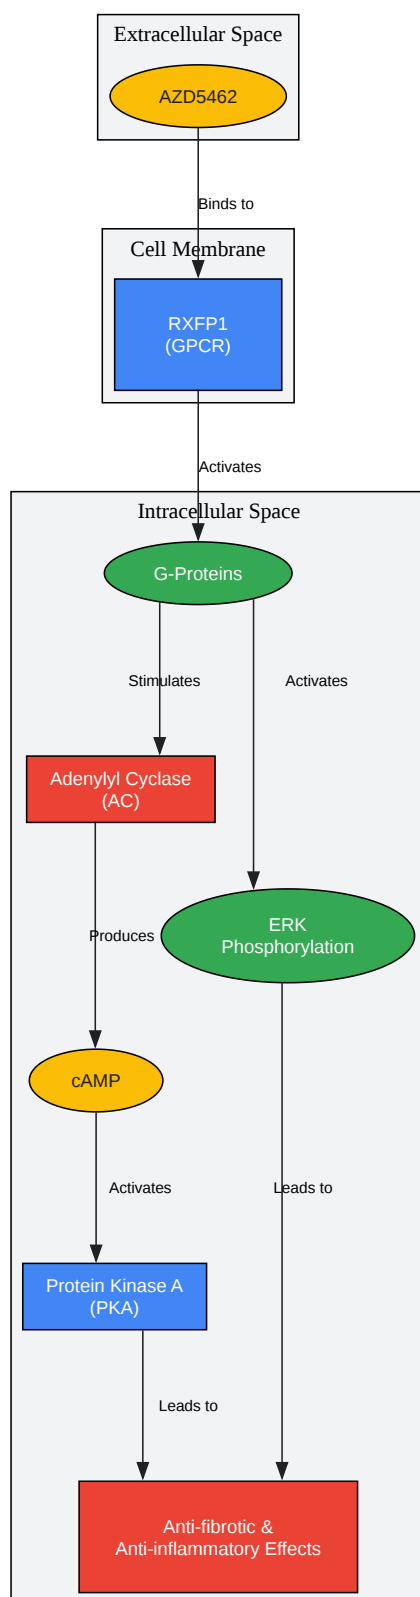 Extracellular Space
AZD5462
Binds to
Cell Membrane
RXFP1
(GPCR)
Activates
Intracellular Space
G-Proteins
Stimulates
Activates
Adenylyl Cyclase
(AC)
ERK
Phosphorylation
Produces
cAMP
Activates
Leads to
Protein Kinase A
(PKA)
Leads to
Anti-fibrotic &
Anti-inflammatory Effects